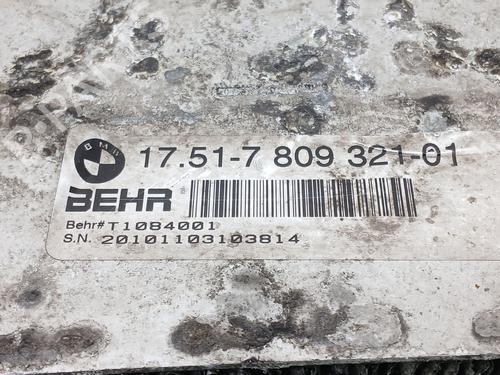 BMW
17.51-7 809 321-01
BEHR
Behr# T1084001
S.N. 20101103103814